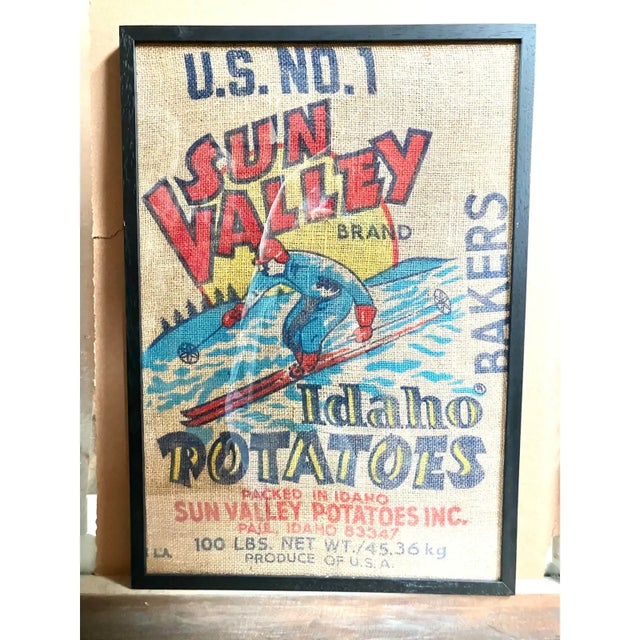 U.S. NO. 1
SUN
VALLEY
BRAND
BAKERS
Idaho®
POTATOES
PACKED IN IDAHO
SUN VALLEY POTATOES INC.
PAUL, IDAHO 83347
100 LBS. NET WT./45.36 kg
PRODUCE OF U.S.A.
LA.